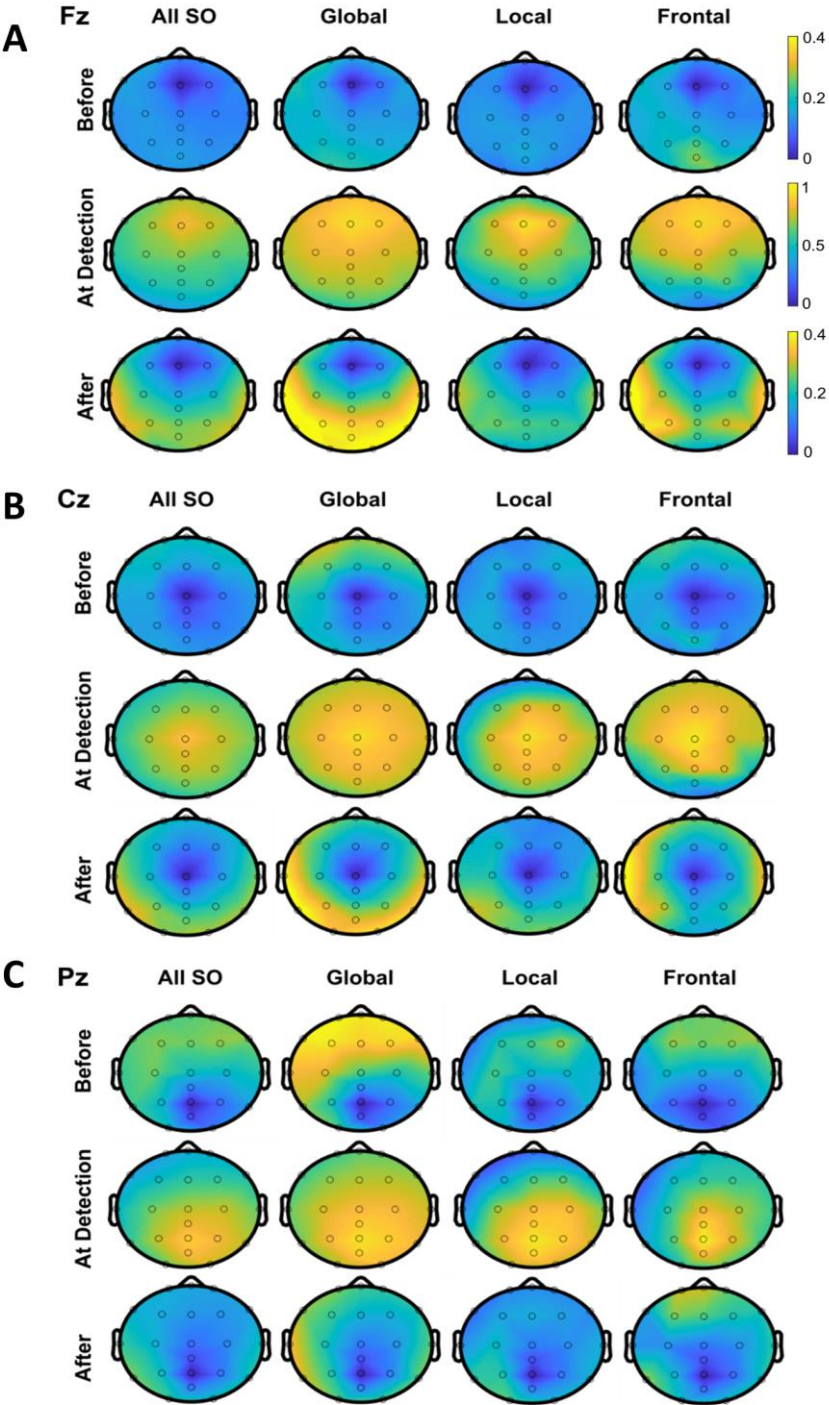 A Fz All SO Global Local Frontal
Before
0.4
0.2
0
At Detection
1
0.5
0
After
0.4
0.2
0
B Cz All SO Global Local Frontal
Before
At Detection
After
C Pz All SO Global Local Frontal
Before
At Detection
After